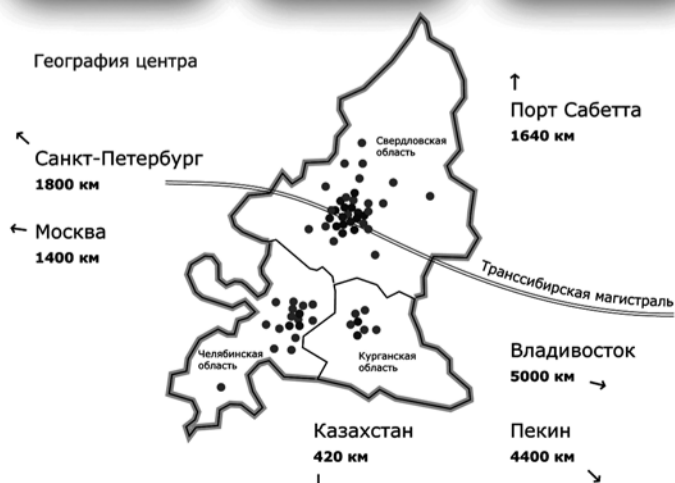 География центра
Порт Сабетта
1640 км
Свердловская
область
Санкт-Петербург
1800 км
Москва
1400 км
Транссибирская магистраль
Челябинская
область
Курганская
область
Владивосток
5000 км
Казахстан
420 км
Пекин
4400 км